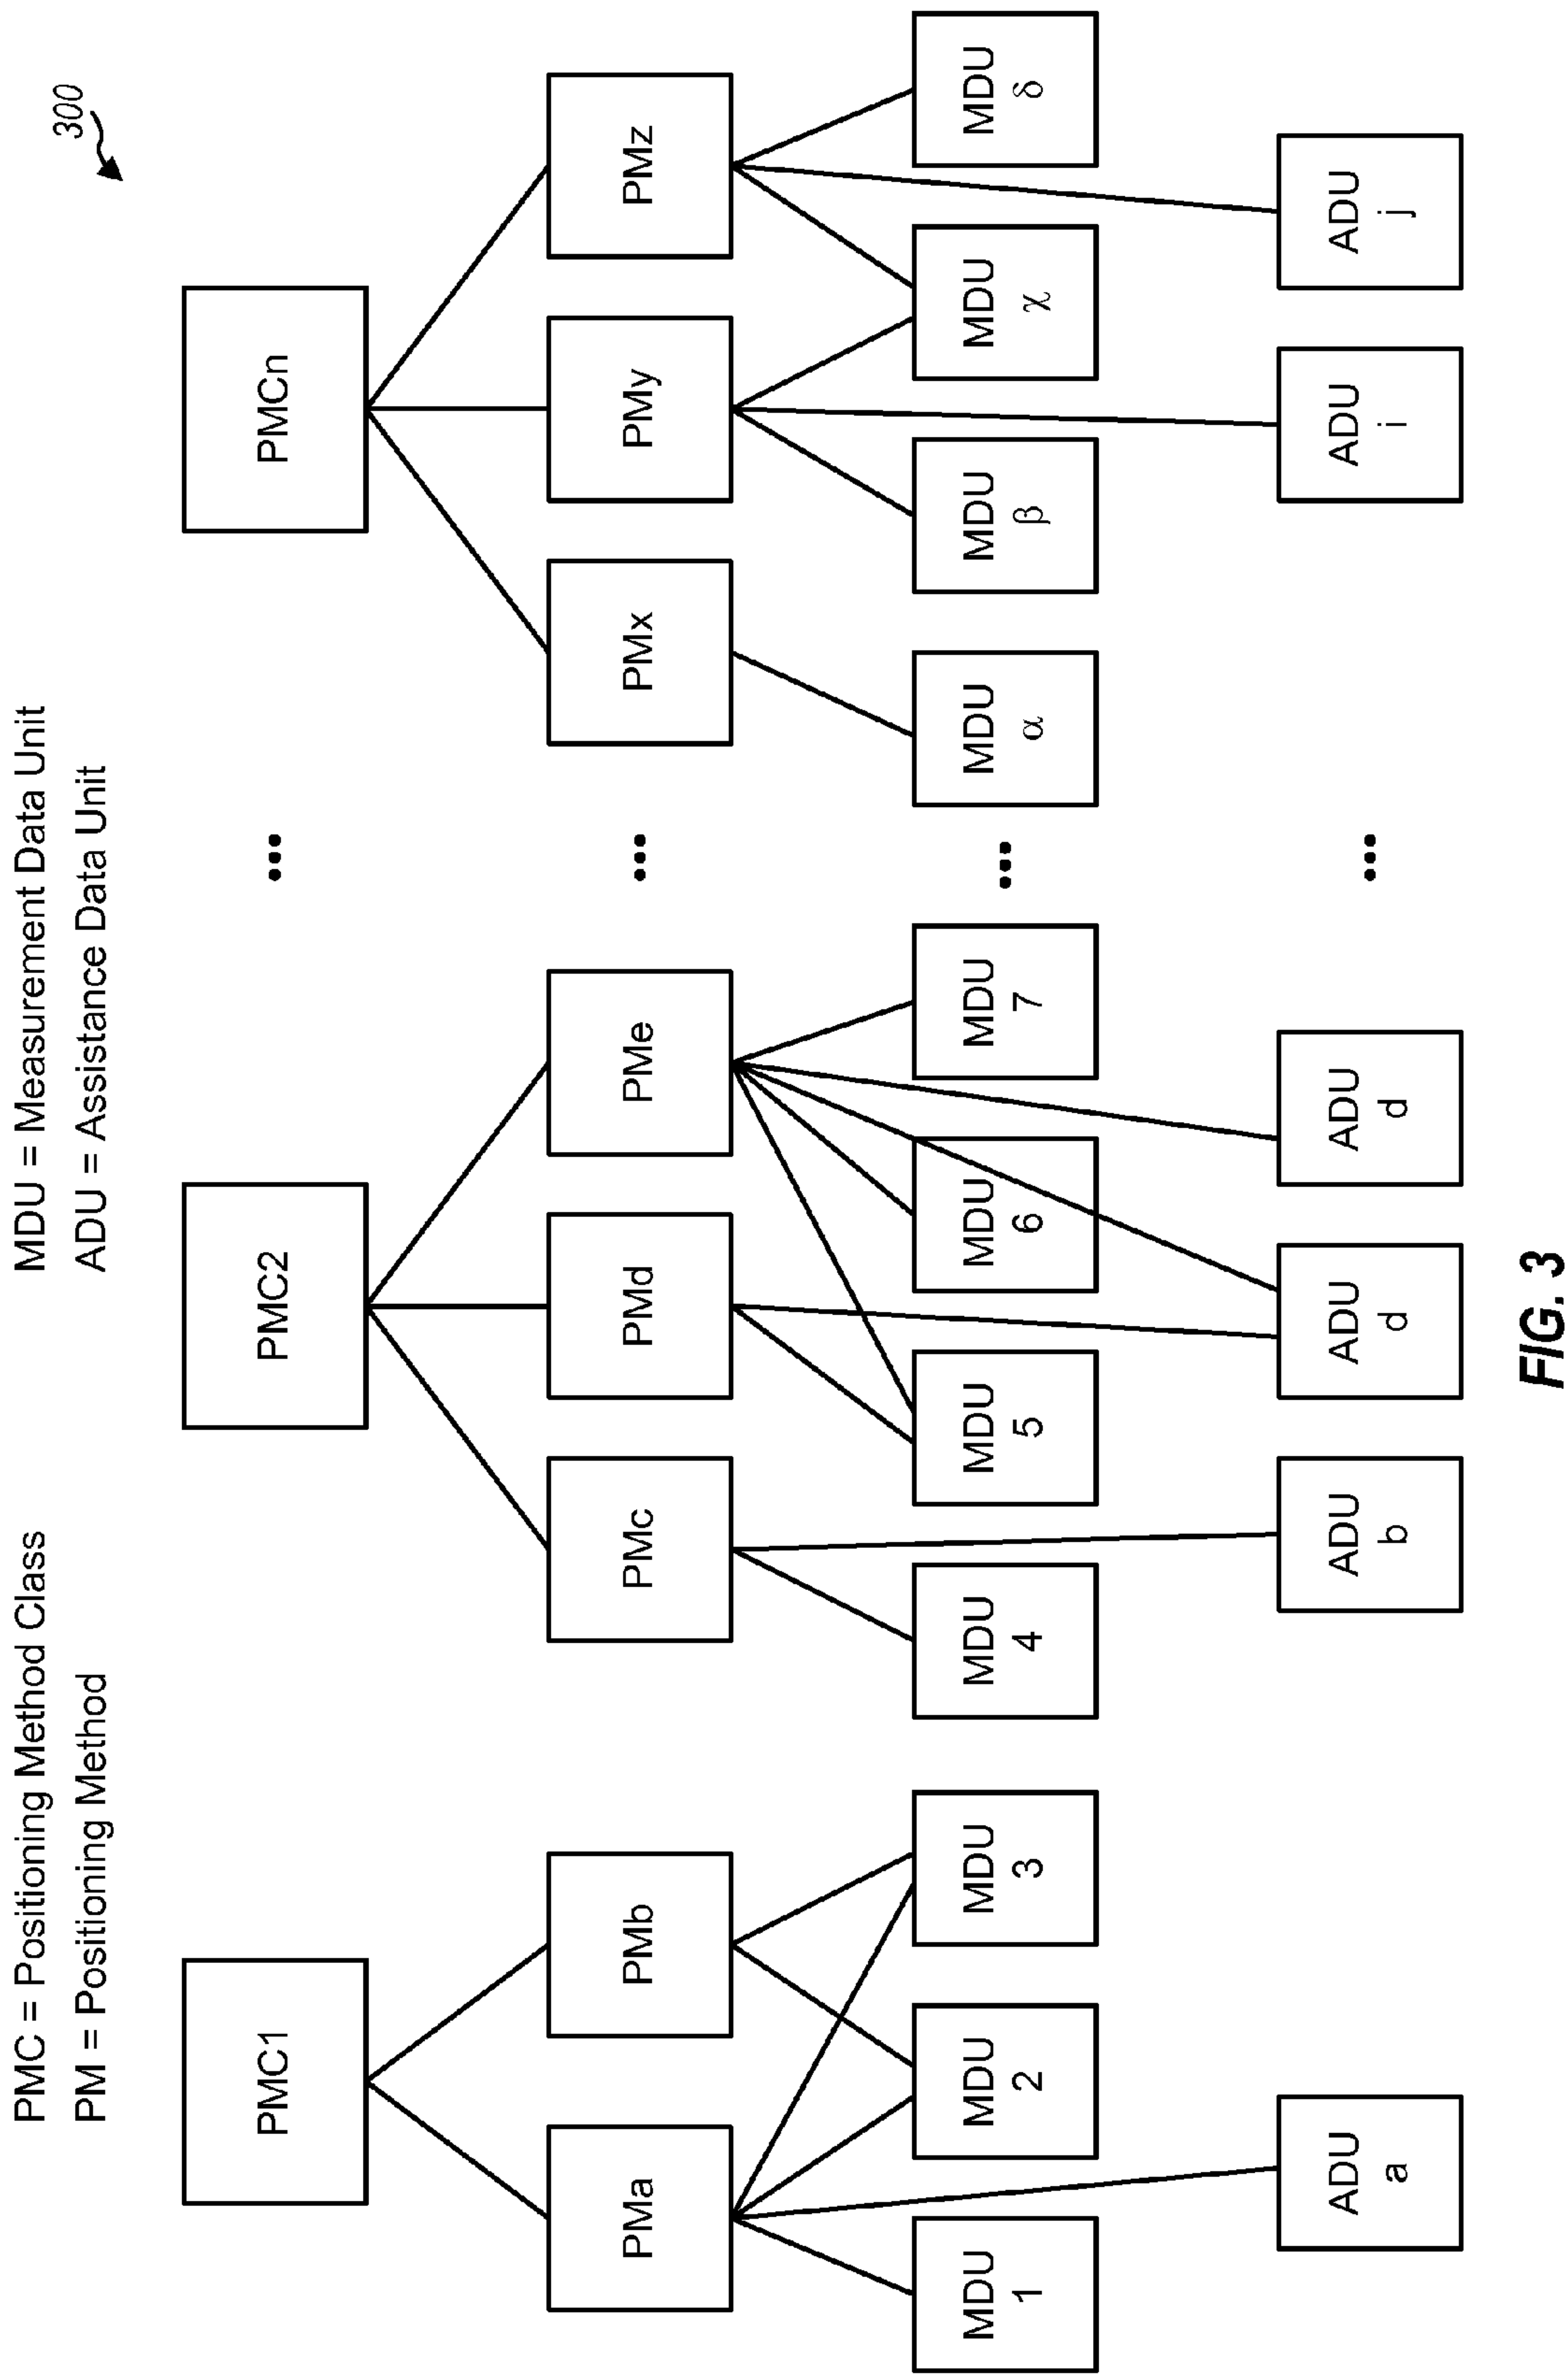 PMC = Positioning Method Class
MDU = Measurement Data Unit
PM = Positioning Method
ADU = Assistance Data Unit
300
PMC1
PMC2
...
PMCn
PMa
PMb
PMc
PMd
PMe
...
PMx
PMy
PMz
MDU
1
MDU
2
MDU
3
MDU
4
MDU
5
MDU
6
MDU
7
...
MDU
α
MDU
β
MDU
χ
MDU
δ
ADU
a
ADU
b
ADU
d
ADU
d
...
ADU
i
ADU
j
FIG. 3